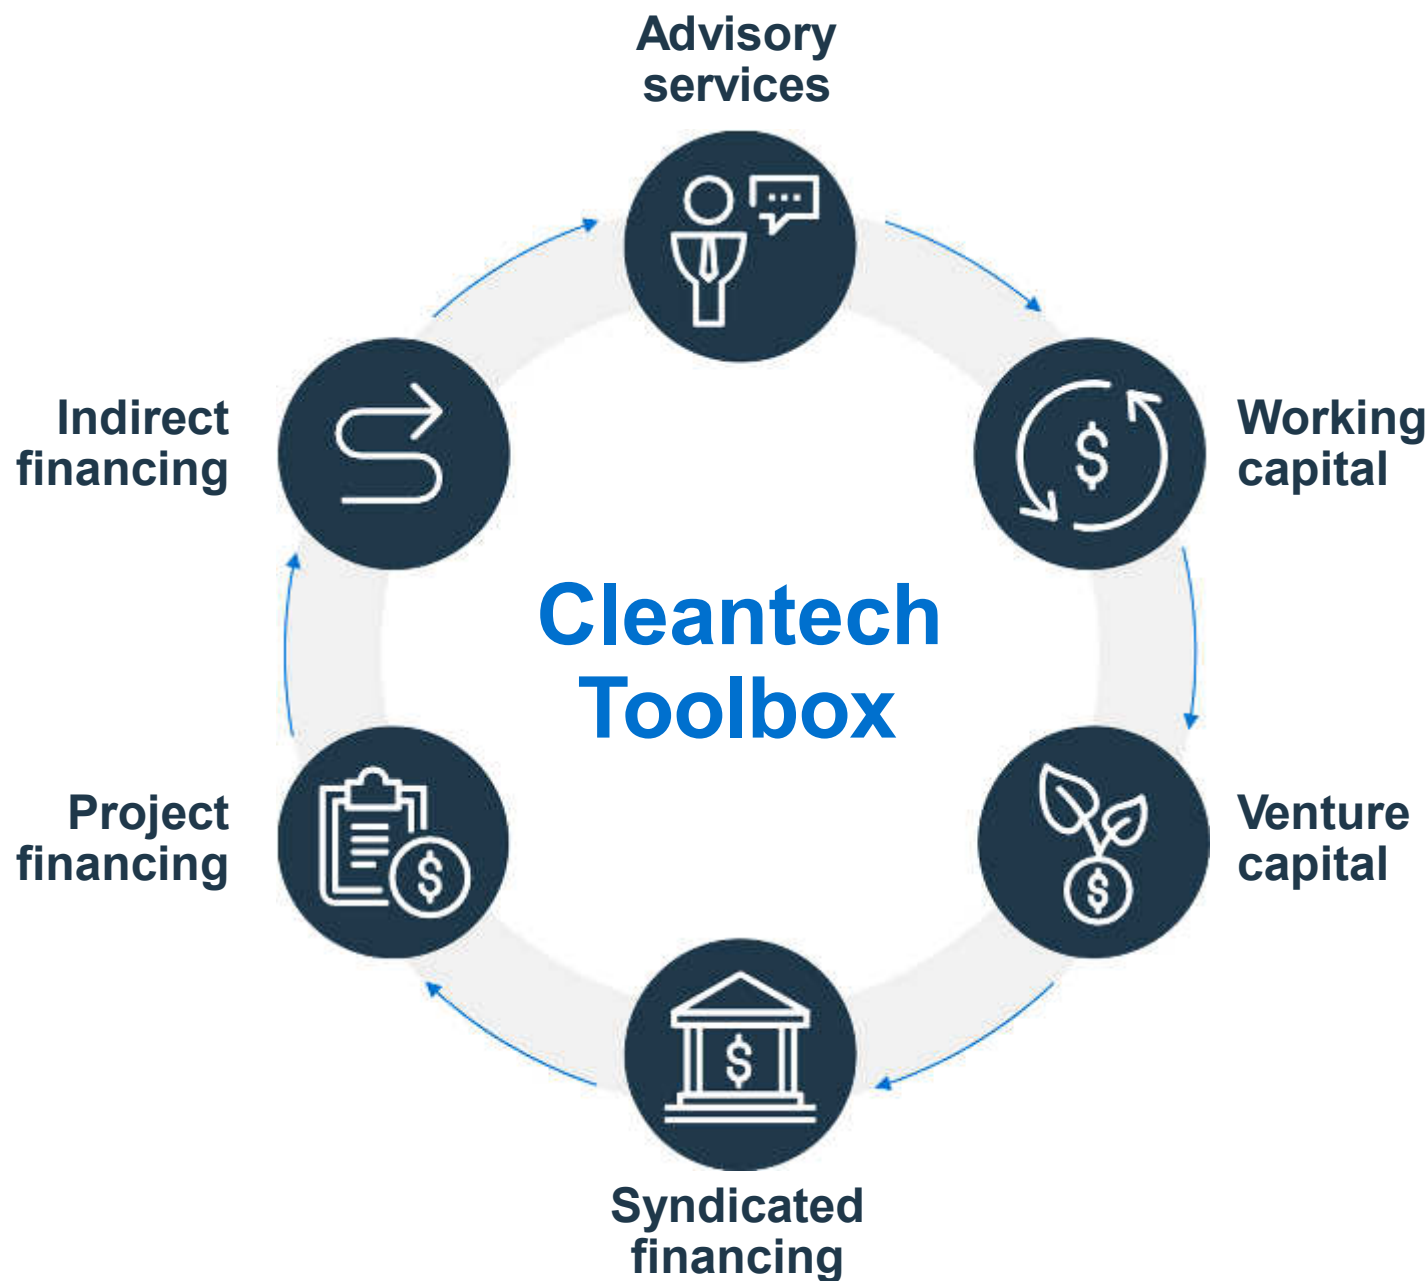 Advisory
services
Working
capital
Venture
capital
Syndicated
financing
Project
financing
Indirect
financing
Cleantech
Toolbox
$
$
$
$